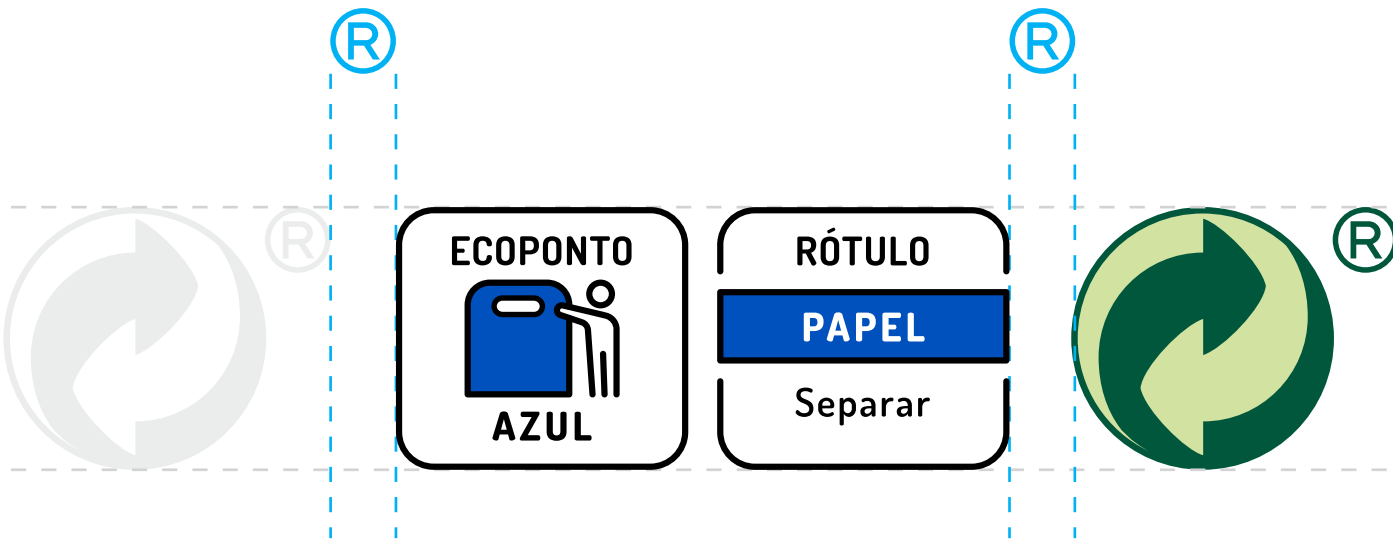 ® ®
®
ECOPONTO
AZUL
RÓTULO
PAPEL
Separar
®